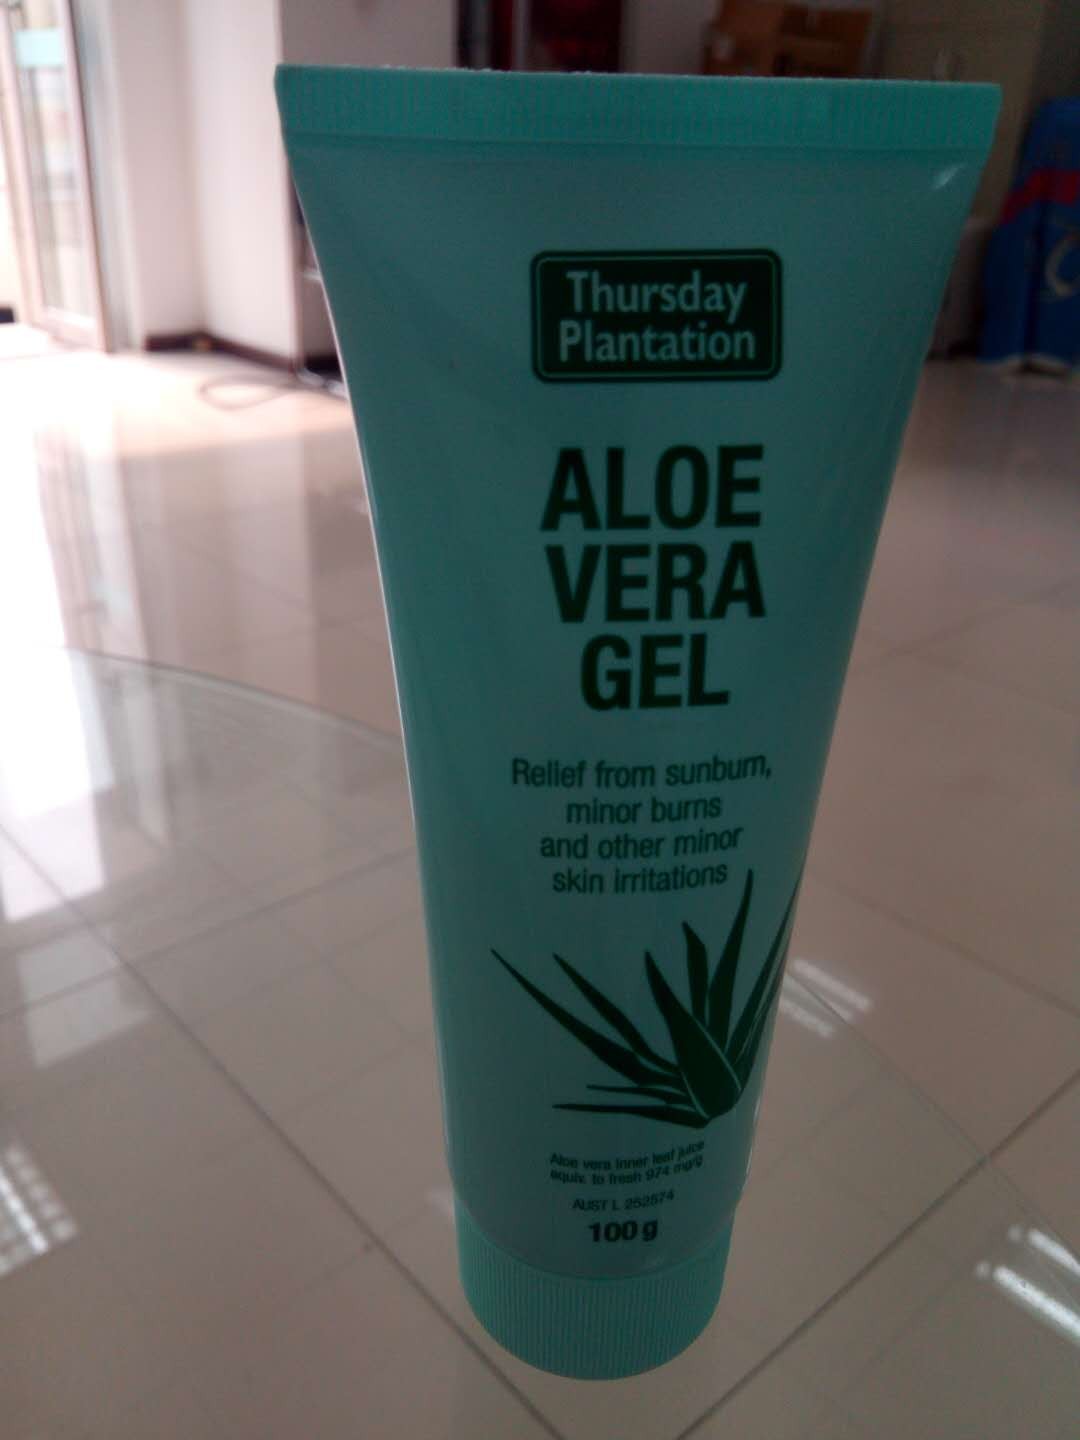 Thursday
Plantation
ALOE
VERA
GEL
Relief from sunburn,
minor burns
and other minor
skin irritations
Aloe vera inner leaf juice
equiv. to fresh 974 mg/g
AUST L 252574
100 g